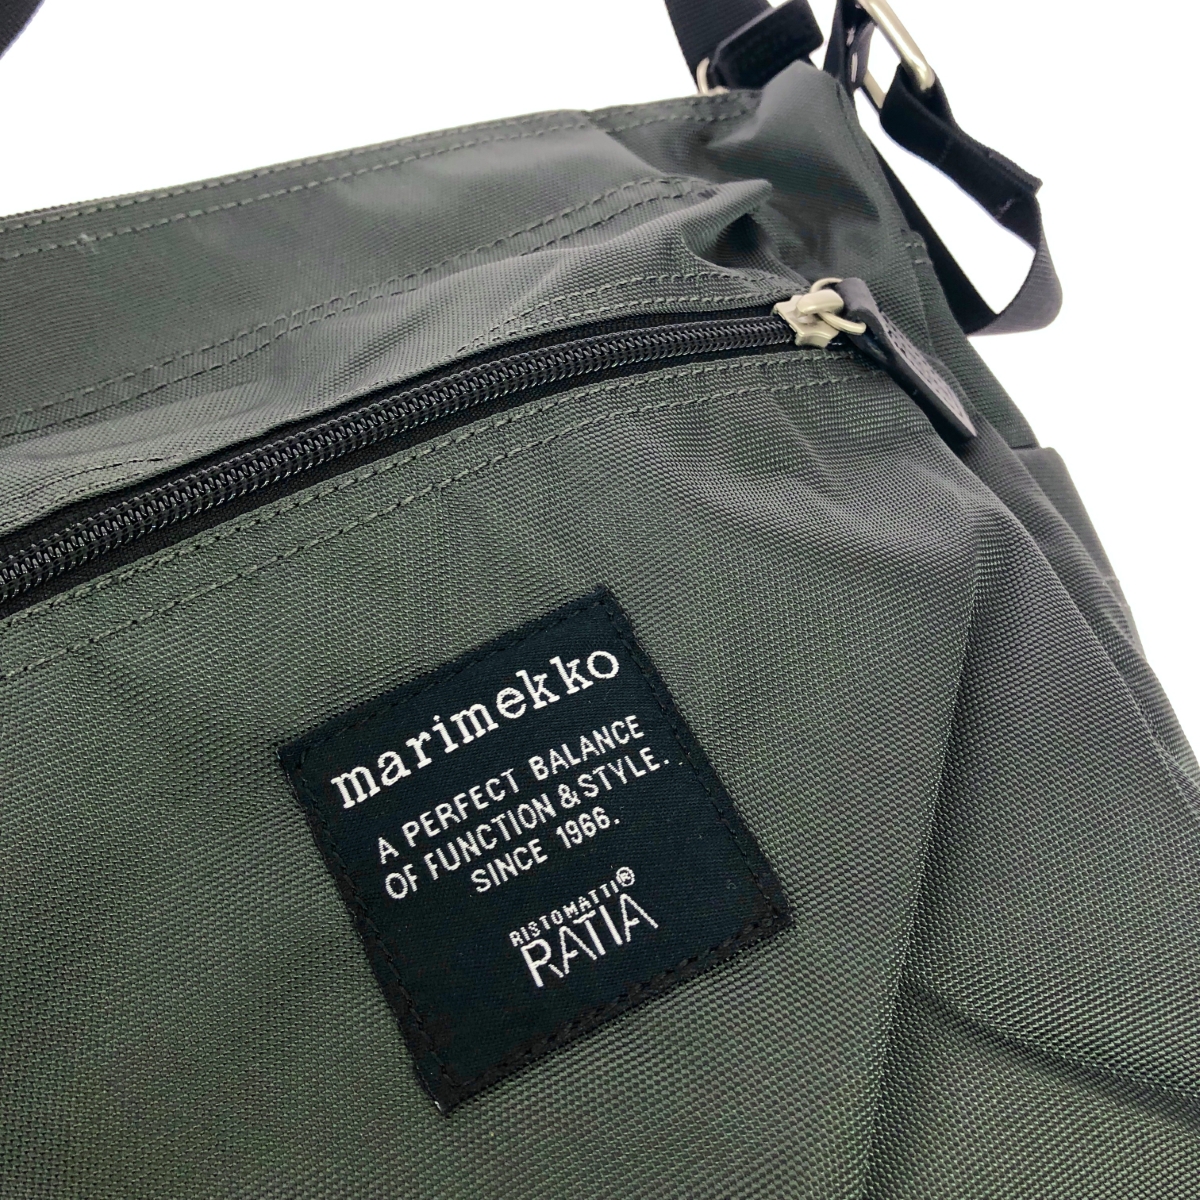 marimekko
A PERFECT BALANCE
OF FUNCTION & STYLE.
SINCE 1966.
RISTOMATTI®
RATIA